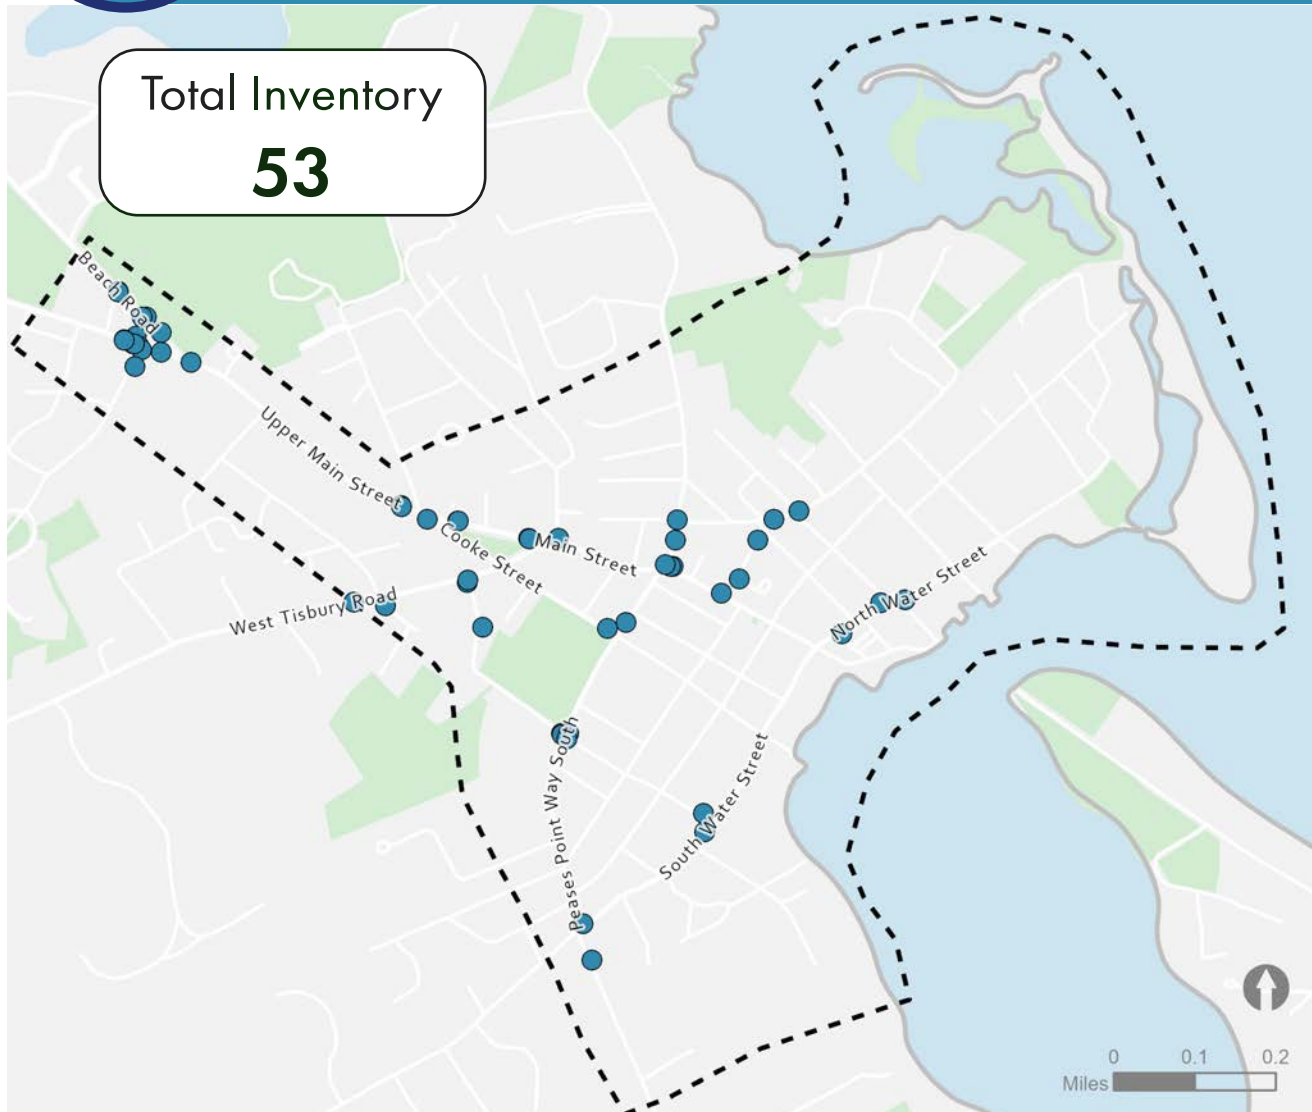 Total Inventory
53
Beach Road
Upper Main Street
Cooke Street
Main Street
West Tisbury Road
North Water Street
Peases Point Way South
South Water Street
0 0.1 0.2
Miles